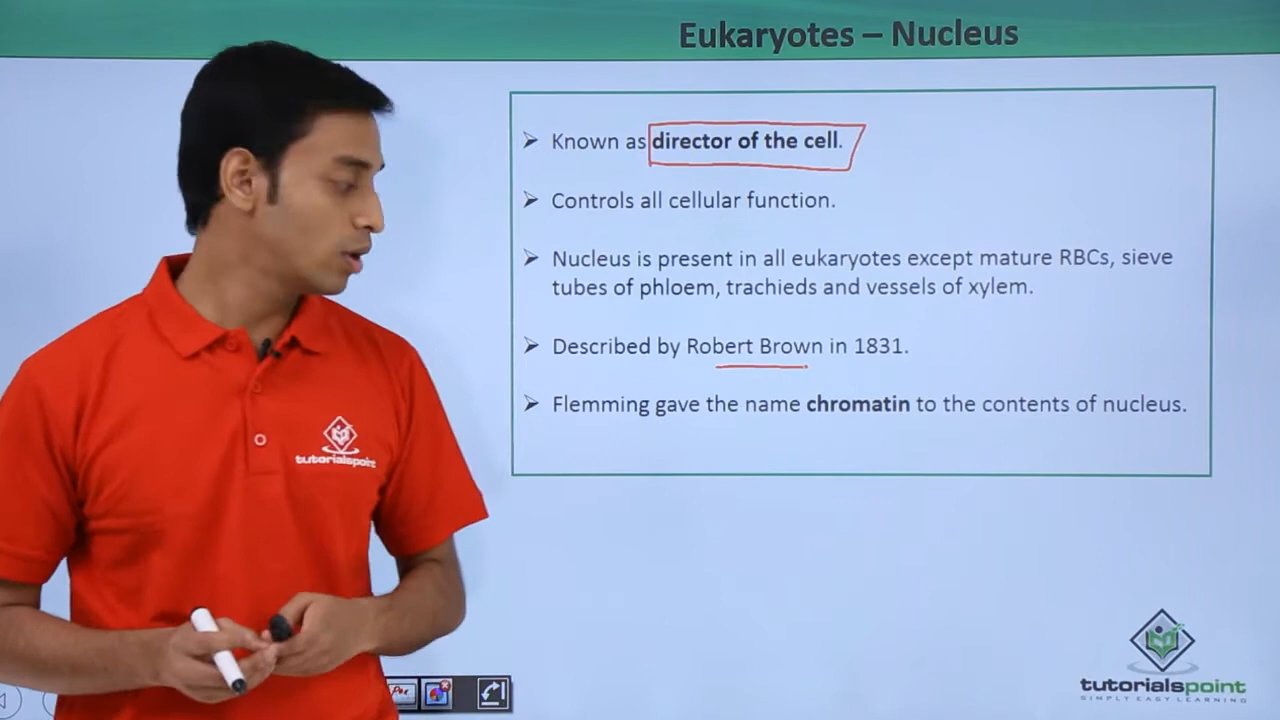 Eukaryotes – Nucleus
➢ Known as director of the cell.
➢ Controls all cellular function.
➢ Nucleus is present in all eukaryotes except mature RBCs, sieve
tubes of phloem, trachieds and vessels of xylem.
➢ Described by Robert Brown in 1831.
➢ Flemming gave the name chromatin to the contents of nucleus.
tutorialspoint
Pen
tutorialspoint
SIMPLY EASY LEARNING